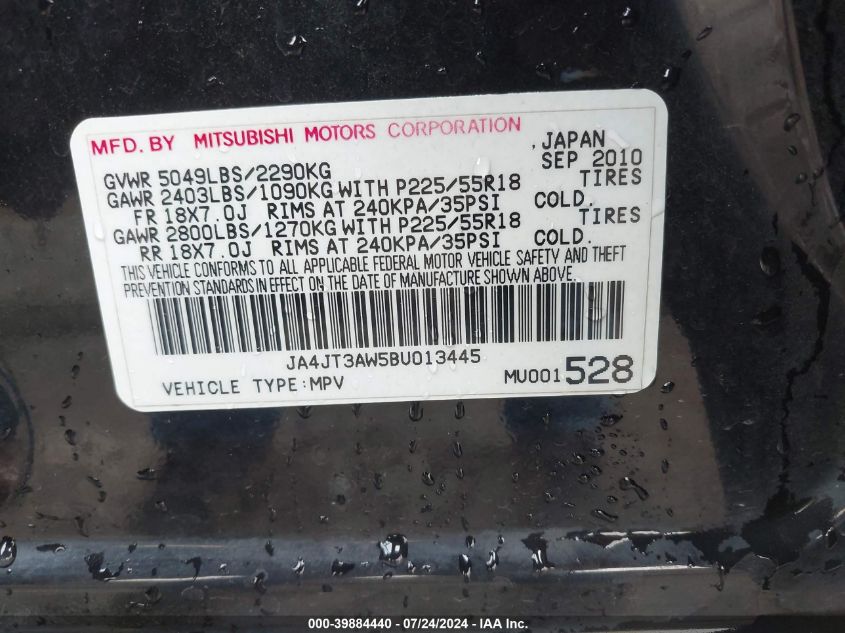 MFD. BY MITSUBISHI MOTORS CORPORATION , JAPAN
SEP 2010
GVWR 5049LBS/2290KG
GAWR 2403LBS/1090KG WITH P225/55R18 TIRES
FR 18X7.0J RIMS AT 240KPA/35PSI COLD.
GAWR 2800LBS/1270KG WITH P225/55R18 TIRES
RR 18X7.0J RIMS AT 240KPA/35PSI COLD.
THIS VEHICLE CONFORMS TO ALL APPLICABLE FEDERAL MOTOR VEHICLE SAFETY AND THEFT
PREVENTION STANDARDS IN EFFECT ON THE DATE OF MANUFACTURE SHOWN ABOVE.
JA4JT3AW5BU013445
VEHICLE TYPE:MPV MU001528
000-39884440 - 07/24/2024 - IAA Inc.